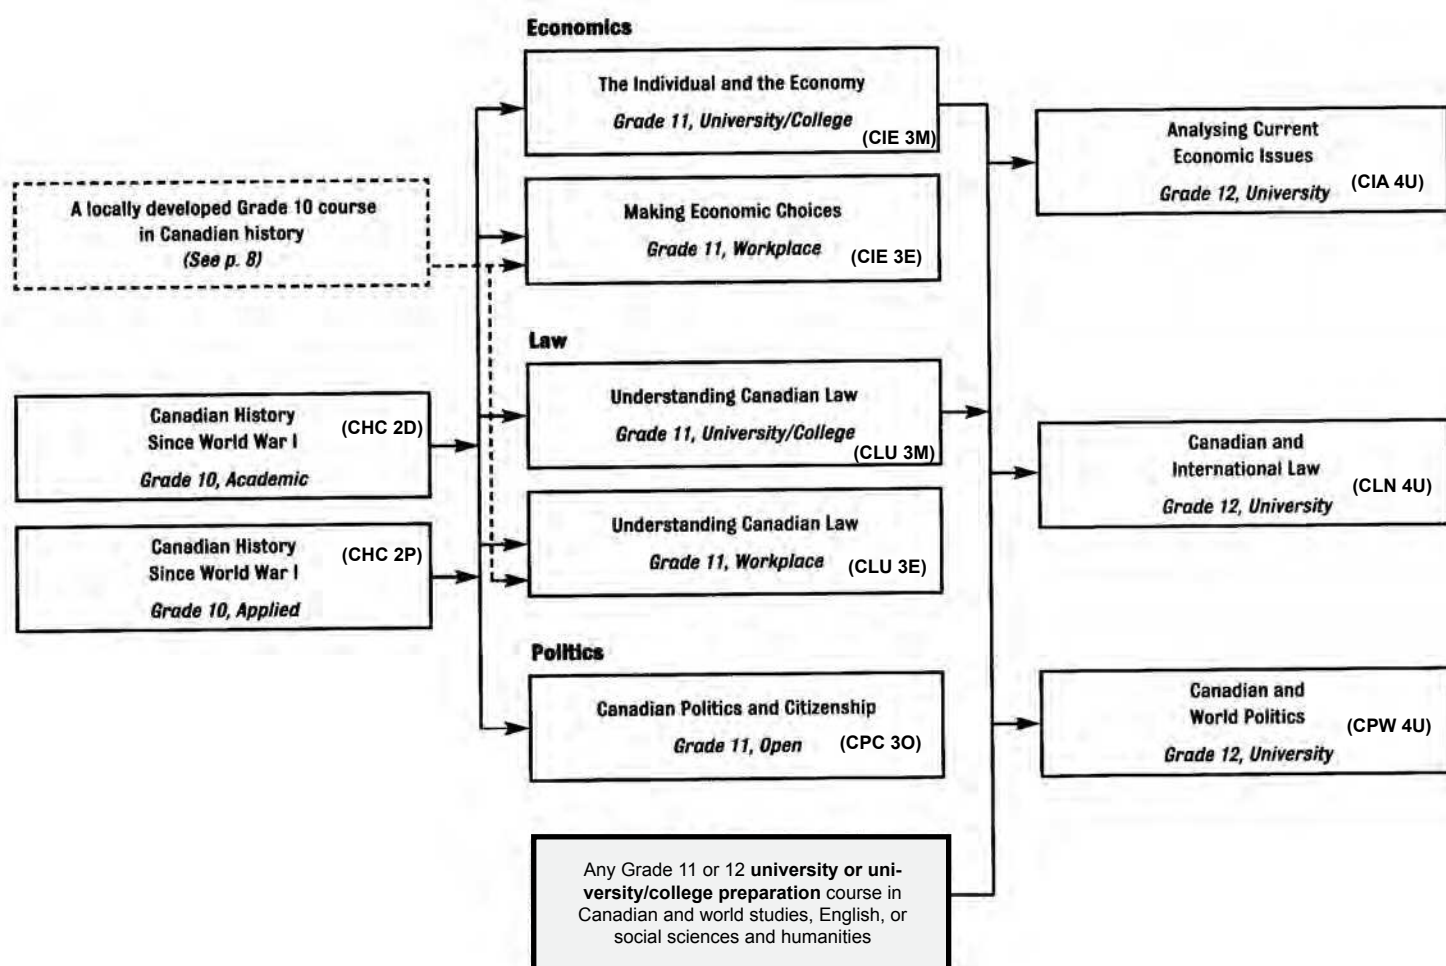 Economics
The Individual and the Economy
Grade 11, University/College
(CIE 3M)
Making Economic Choices
Grade 11, Workplace
(CIE 3E)
A locally developed Grade 10 course
in Canadian history
(See p. 8)
Analysing Current
Economic Issues
Grade 12, University
(CIA 4U)
Law
Understanding Canadian Law
Grade 11, University/College
(CLU 3M)
Understanding Canadian Law
Grade 11, Workplace
(CLU 3E)
Canadian History
Since World War I
(CHC 2D)
Grade 10, Academic
Canadian History
Since World War I
(CHC 2P)
Grade 10, Applied
Canadian and
International Law
Grade 12, University
(CLN 4U)
Politics
Canadian Politics and Citizenship
Grade 11, Open
(CPC 3O)
Canadian and
World Politics
Grade 12, University
(CPW 4U)
Any Grade 11 or 12 university or uni-
versity/college preparation course in
Canadian and world studies, English, or
social sciences and humanities